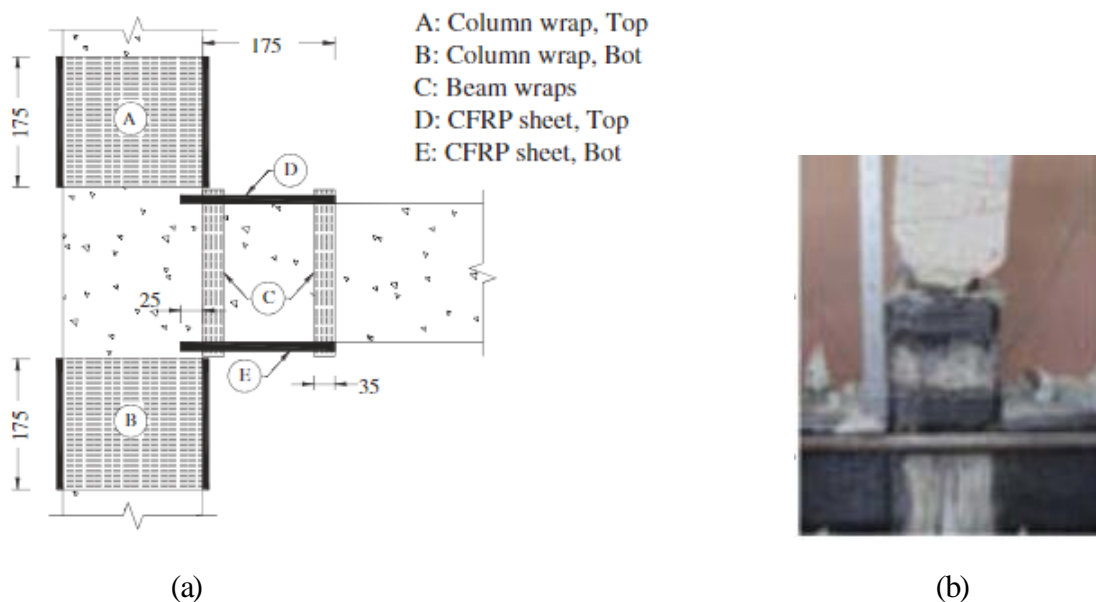 A: Column wrap, Top
B: Column wrap, Bot
C: Beam wraps
D: CFRP sheet, Top
E: CFRP sheet, Bot
175
175
A
D
C
25
E
35
175
B
(a)
(b)